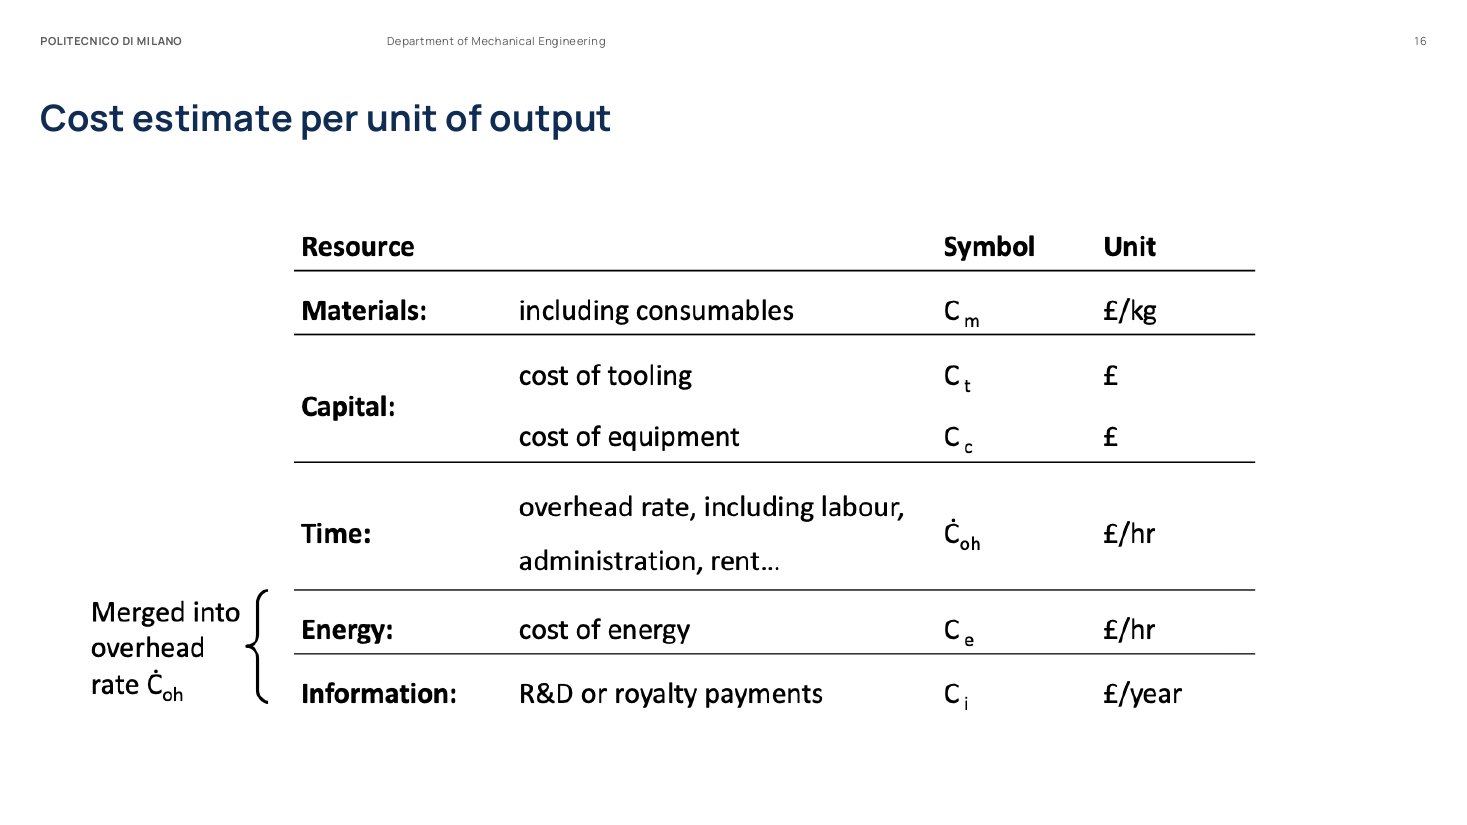 POLITECNICO DI MILANO Department of Mechanical Engineering 16
Cost estimate per unit of output
Resource Symbol Unit
Materials: including consumables C m £/kg
Capital:
cost of tooling C t £
cost of equipment C c £
Time:
overhead rate, including labour,
administration, rent...
Ċoh £/hr
Merged into
overhead
rate Ċoh
Energy: cost of energy C e £/hr
Information: R&D or royalty payments C i £/year